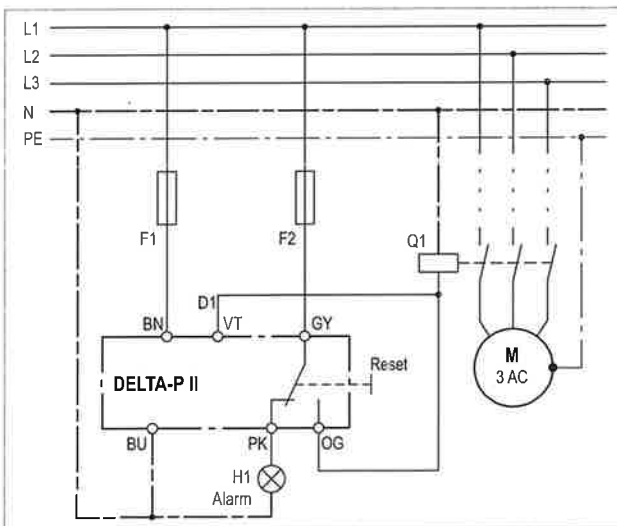 L1
L2
L3
N
PE
F1
F2
Q1
D1
BN
VT
GY
DELTA-P II
Reset
M
3 AC
BU
PK
OG
H1
Alarm